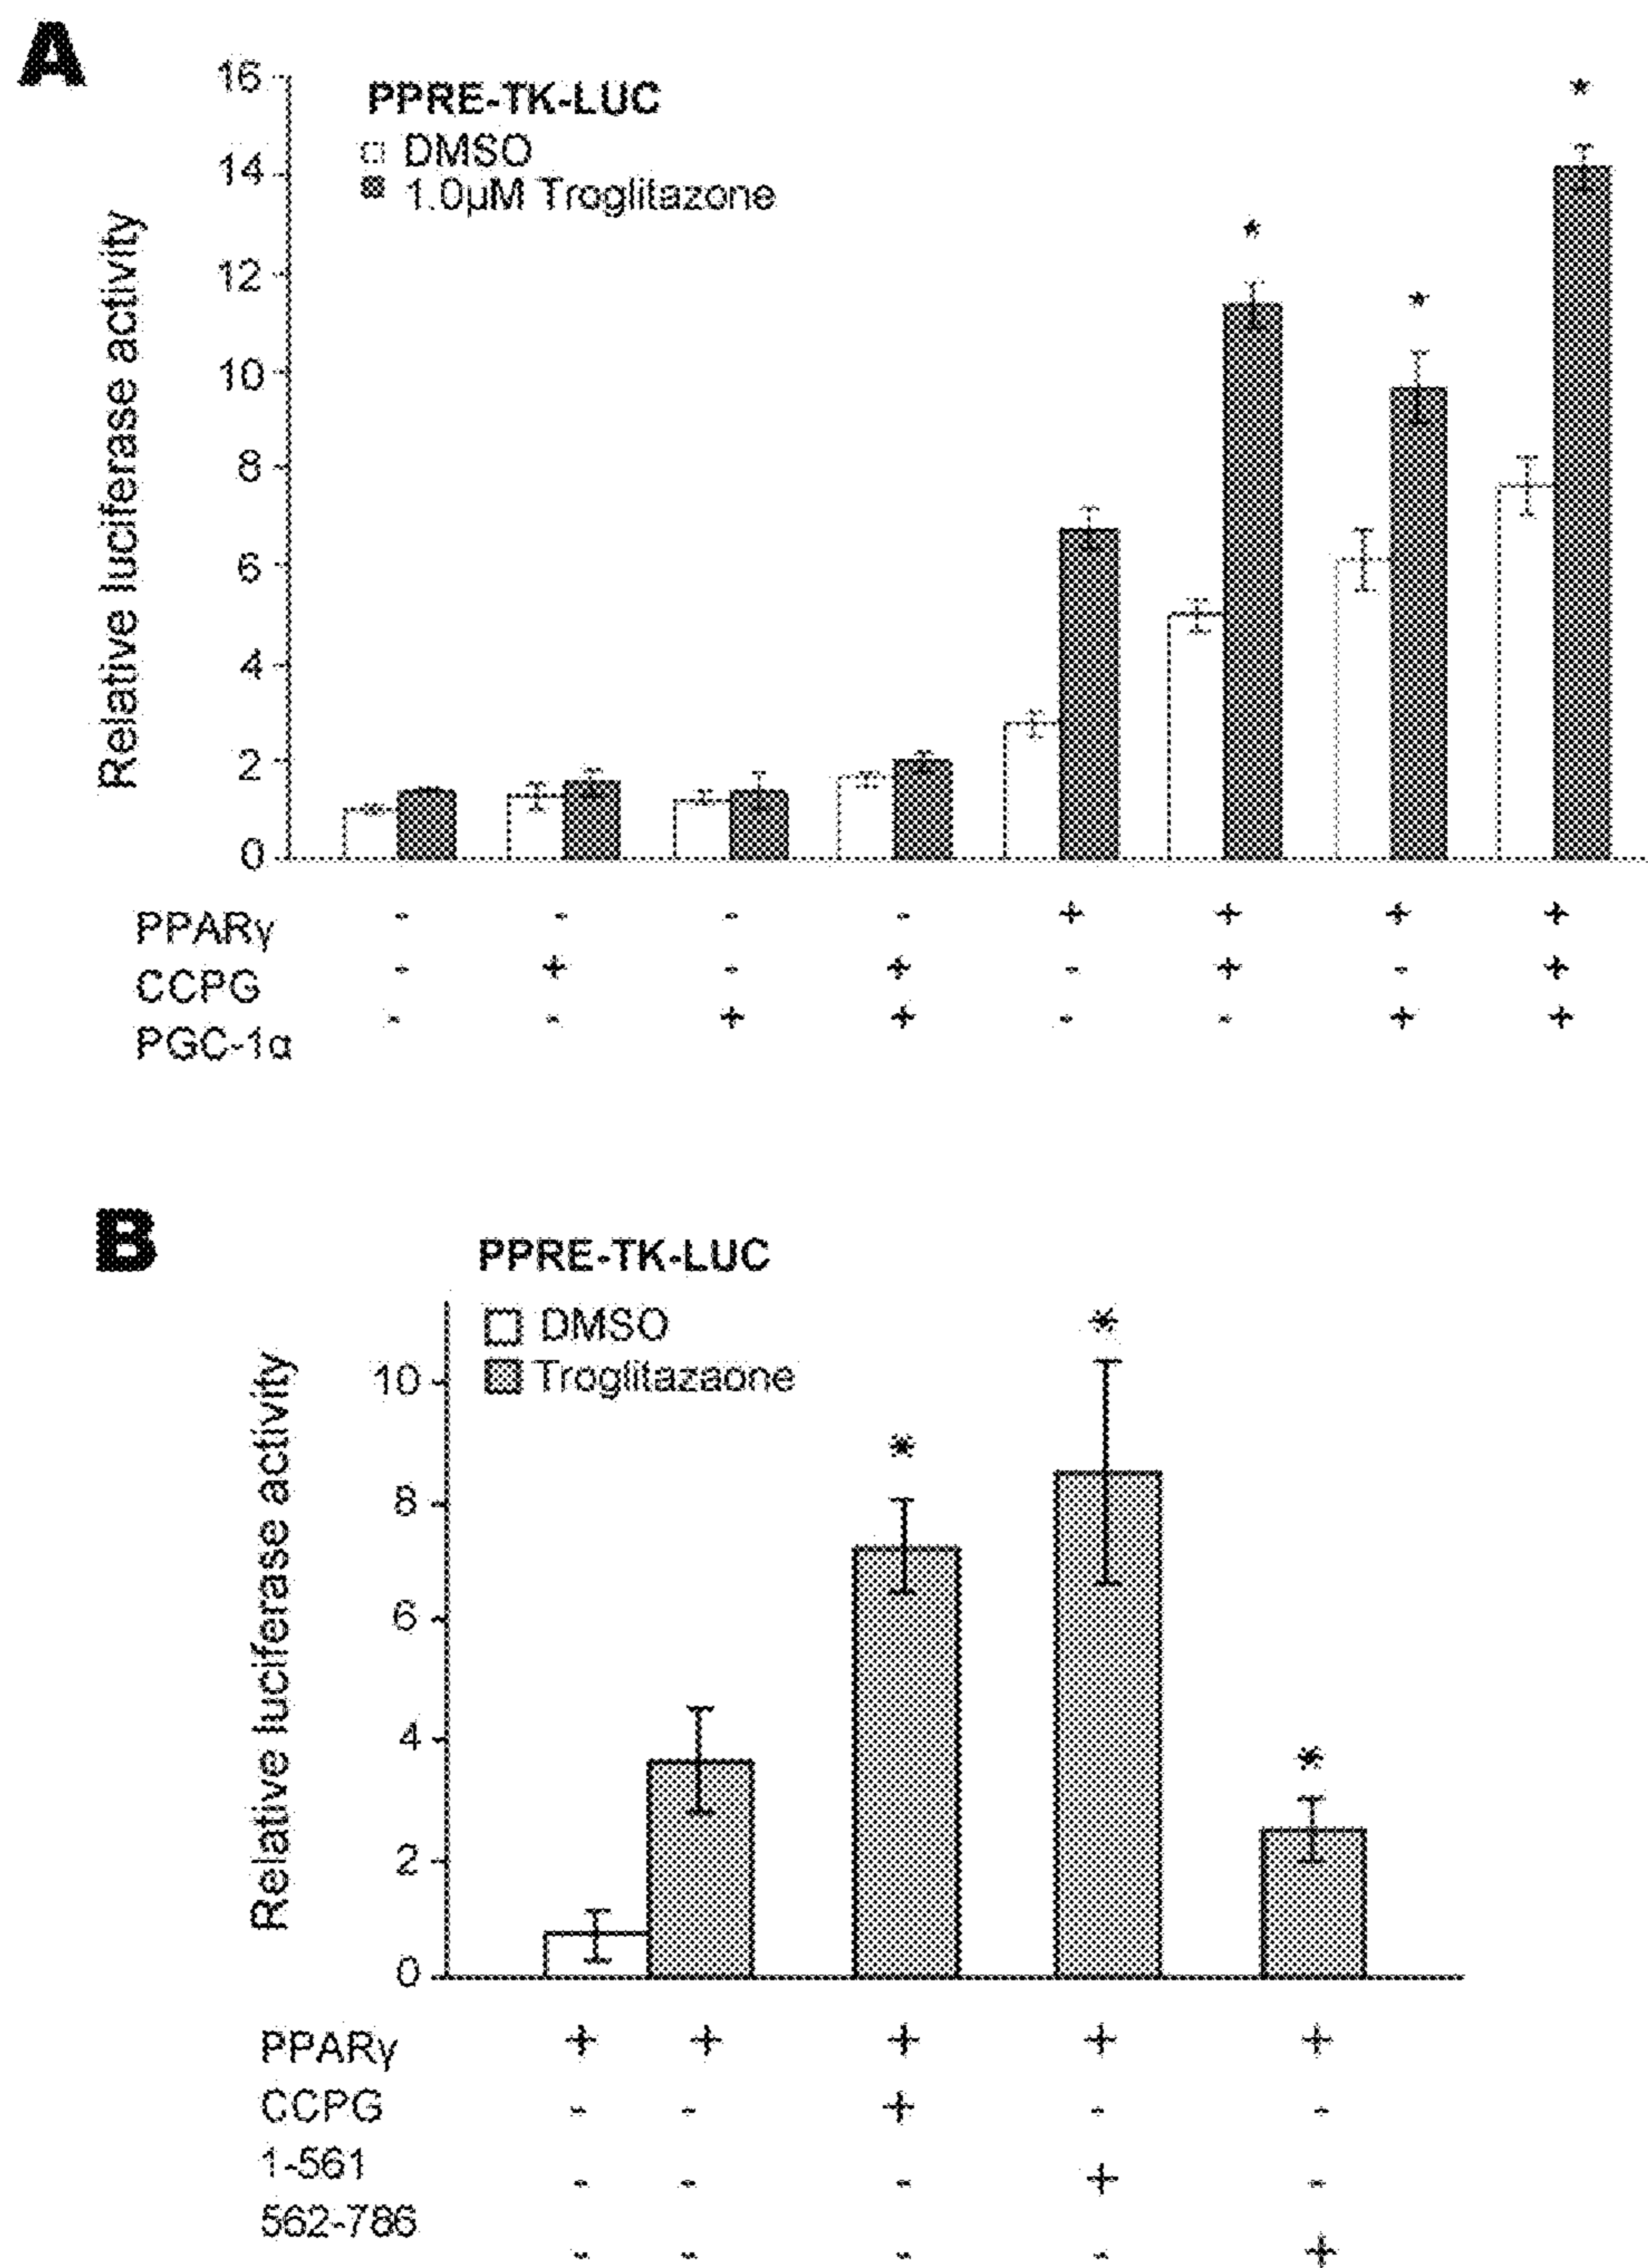 A
16
PPRE-TK-LUC
DMSO
14
1.0µM Troglitazone
12
10
8
6
4
2
0
Relative luciferase activity
* * * 
PPARγ - - - - + + + +
CCPG - + - + - + - +
PGC-1α - - + + - - + +
B
PPRE-TK-LUC
DMSO
Troglitazaone
10
8
6
4
2
0
Relative luciferase activity
* * *
PPARγ + + + + +
CCPG - - + - -
1-561 - - - + -
562-786 - - - - +